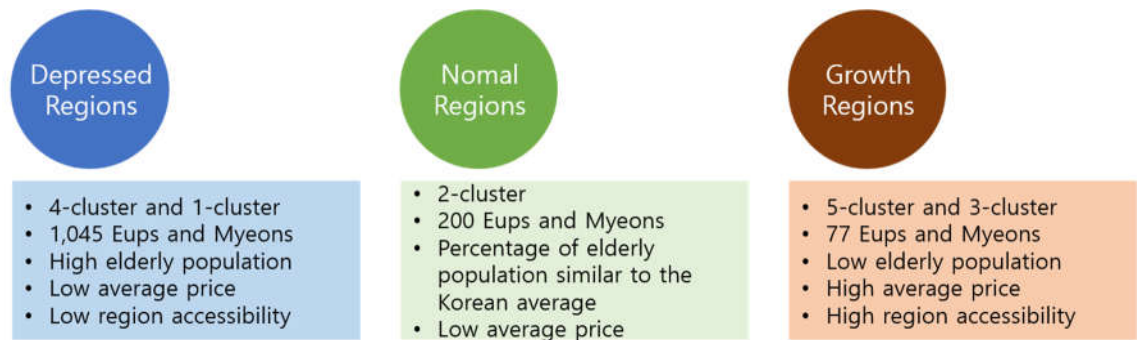 Depressed
Regions
• 4-cluster and 1-cluster
• 1,045 Eups and Myeons
• High elderly population
• Low average price
• Low region accessibility
Nomal
Regions
• 2-cluster
• 200 Eups and Myeons
• Percentage of elderly
population similar to the
Korean average
• Low average price
Growth
Regions
• 5-cluster and 3-cluster
• 77 Eups and Myeons
• Low elderly population
• High average price
• High region accessibility